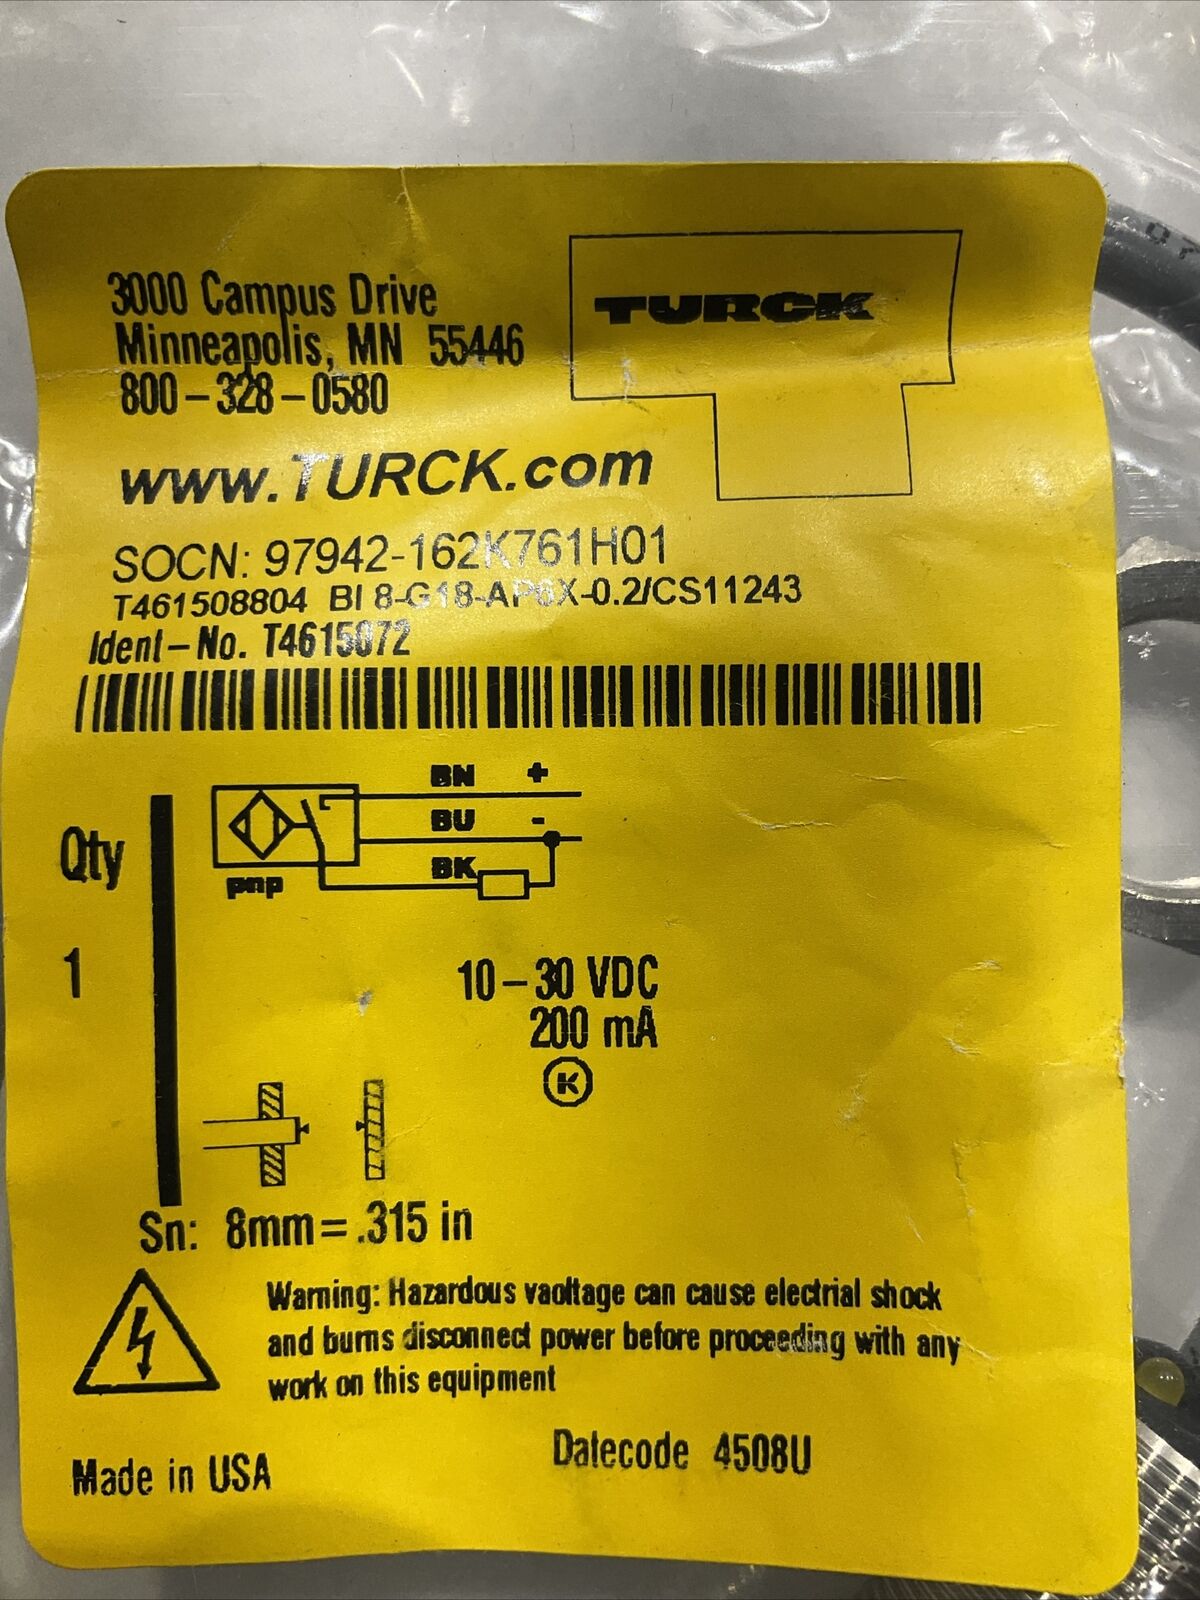 3000 Campus Drive
Minneapolis, MN 55446
800-328-0580
TURCK
www.TURCK.com
SOCN: 97942-162K761H01
T461508804 BI 8-G18-AP6X-0.2/CS11243
Ident-No. T4615072
BN +
BU -
BK
pnp
Qty
1
10-30 VDC
200 mA
K
Sn: 8mm = .315 in
Warning: Hazardous vaoltage can cause electrial shock
and burns disconnect power before proceeding with any
work on this equipment
Made in USA
Datecode 4508U